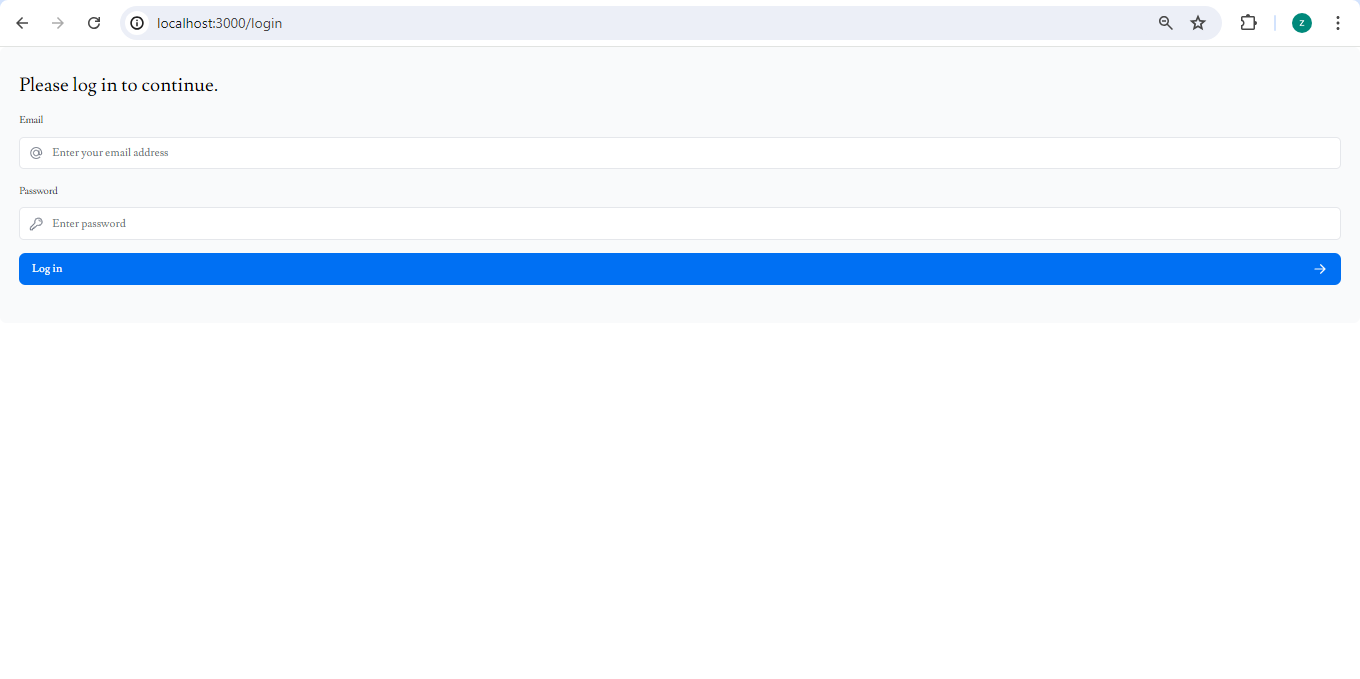 localhost:3000/login
z
Please log in to continue.
Email
Enter your email address
Password
Enter password
Log in